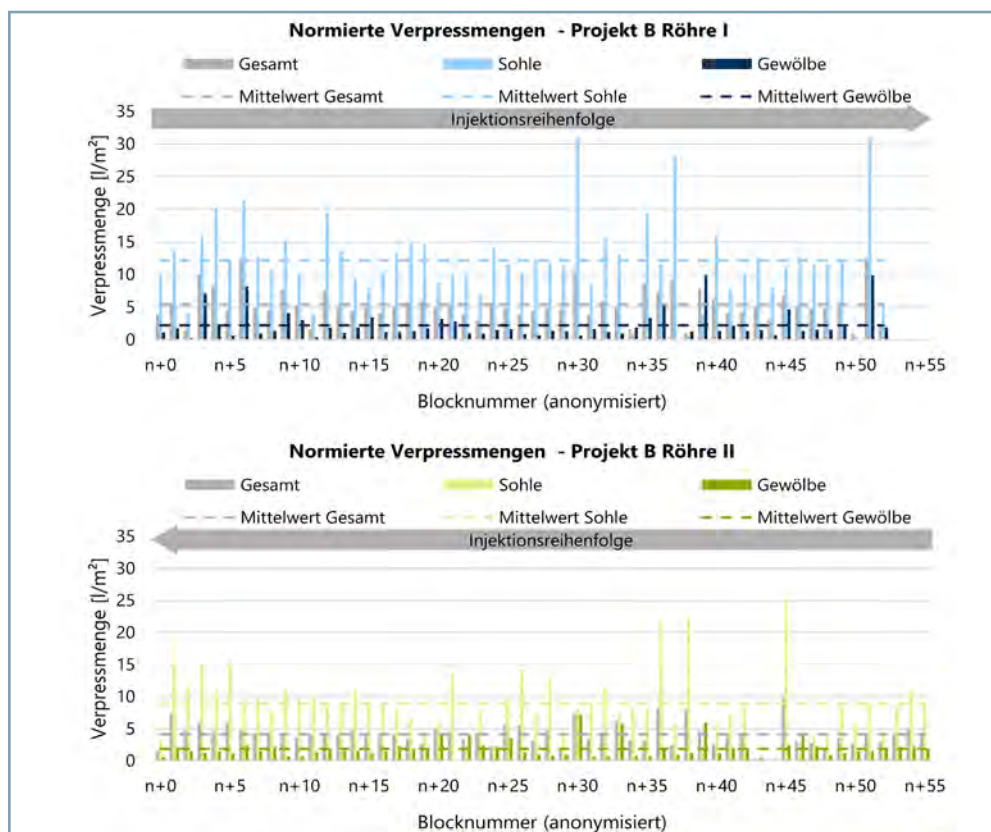 Normierte Verpressmengen - Projekt B Röhre I
Gesamt Sohle Gewölbe
Mittelwert Gesamt Mittelwert Sohle Mittelwert Gewölbe
Injektionsreihenfolge
Verpressmenge [l/m²]
35
30
25
20
15
10
5
0
n+0 n+5 n+10 n+15 n+20 n+25 n+30 n+35 n+40 n+45 n+50 n+55
Blocknummer (anonymisiert)
Normierte Verpressmengen - Projekt B Röhre II
Gesamt Sohle Gewölbe
Mittelwert Gesamt Mittelwert Sohle Mittelwert Gewölbe
Injektionsreihenfolge
Verpressmenge [l/m²]
35
30
25
20
15
10
5
0
n+0 n+5 n+10 n+15 n+20 n+25 n+30 n+35 n+40 n+45 n+50 n+55
Blocknummer (anonymisiert)